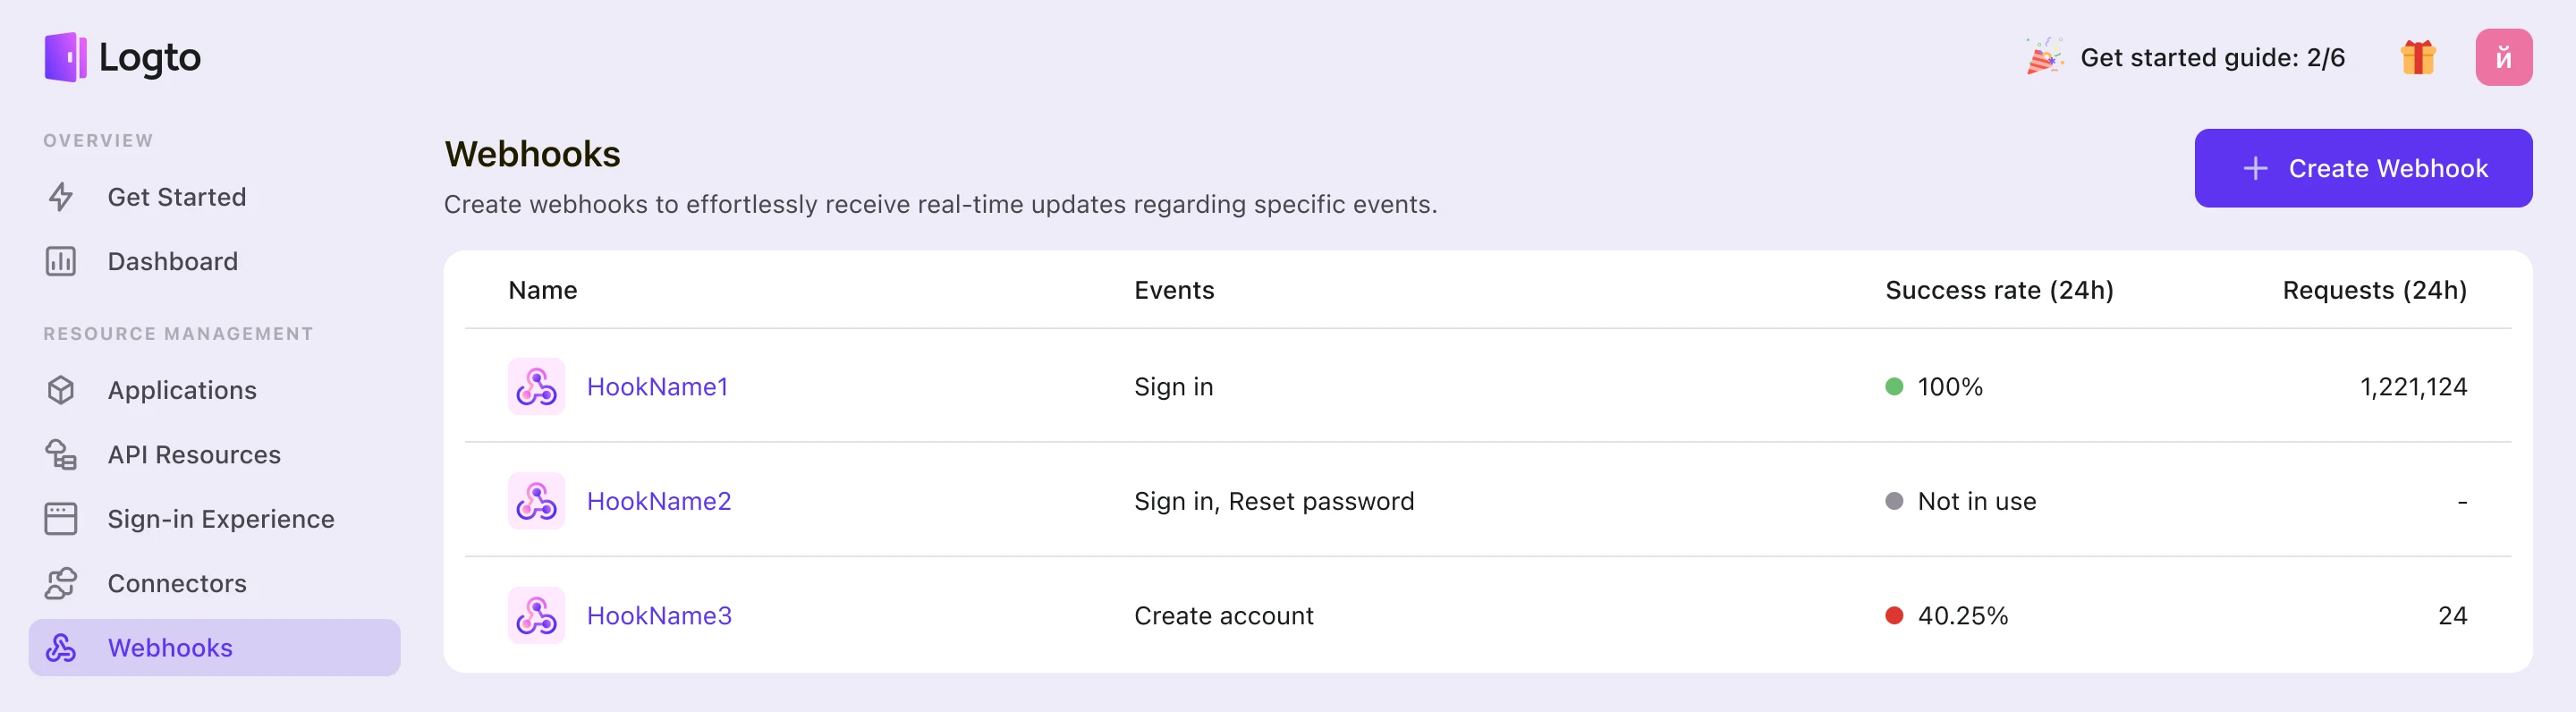 Logto
Get started guide: 2/6
й
OVERVIEW
Get Started
Dashboard
RESOURCE MANAGEMENT
Applications
API Resources
Sign-in Experience
Connectors
Webhooks
Webhooks
Create webhooks to effortlessly receive real-time updates regarding specific events.
+ Create Webhook
Name Events Success rate (24h) Requests (24h)
HookName1 Sign in 100% 1,221,124
HookName2 Sign in, Reset password Not in use -
HookName3 Create account 40.25% 24